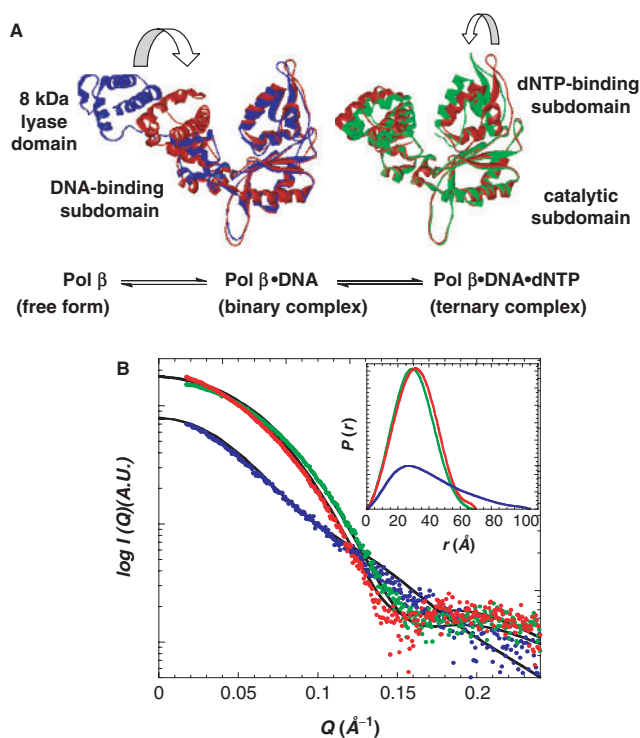 A
8 kDa
lyase
domain
DNA-binding
subdomain
dNTP-binding
subdomain
catalytic
subdomain
Pol β
(free form)
Pol β•DNA
(binary complex)
Pol β•DNA•dNTP
(ternary complex)
B
log I (Q)(A.U.)
P (r)
0 20 40 60 80 100
r (Å)
0 0.05 0.1 0.15 0.2
Q (Å⁻¹)